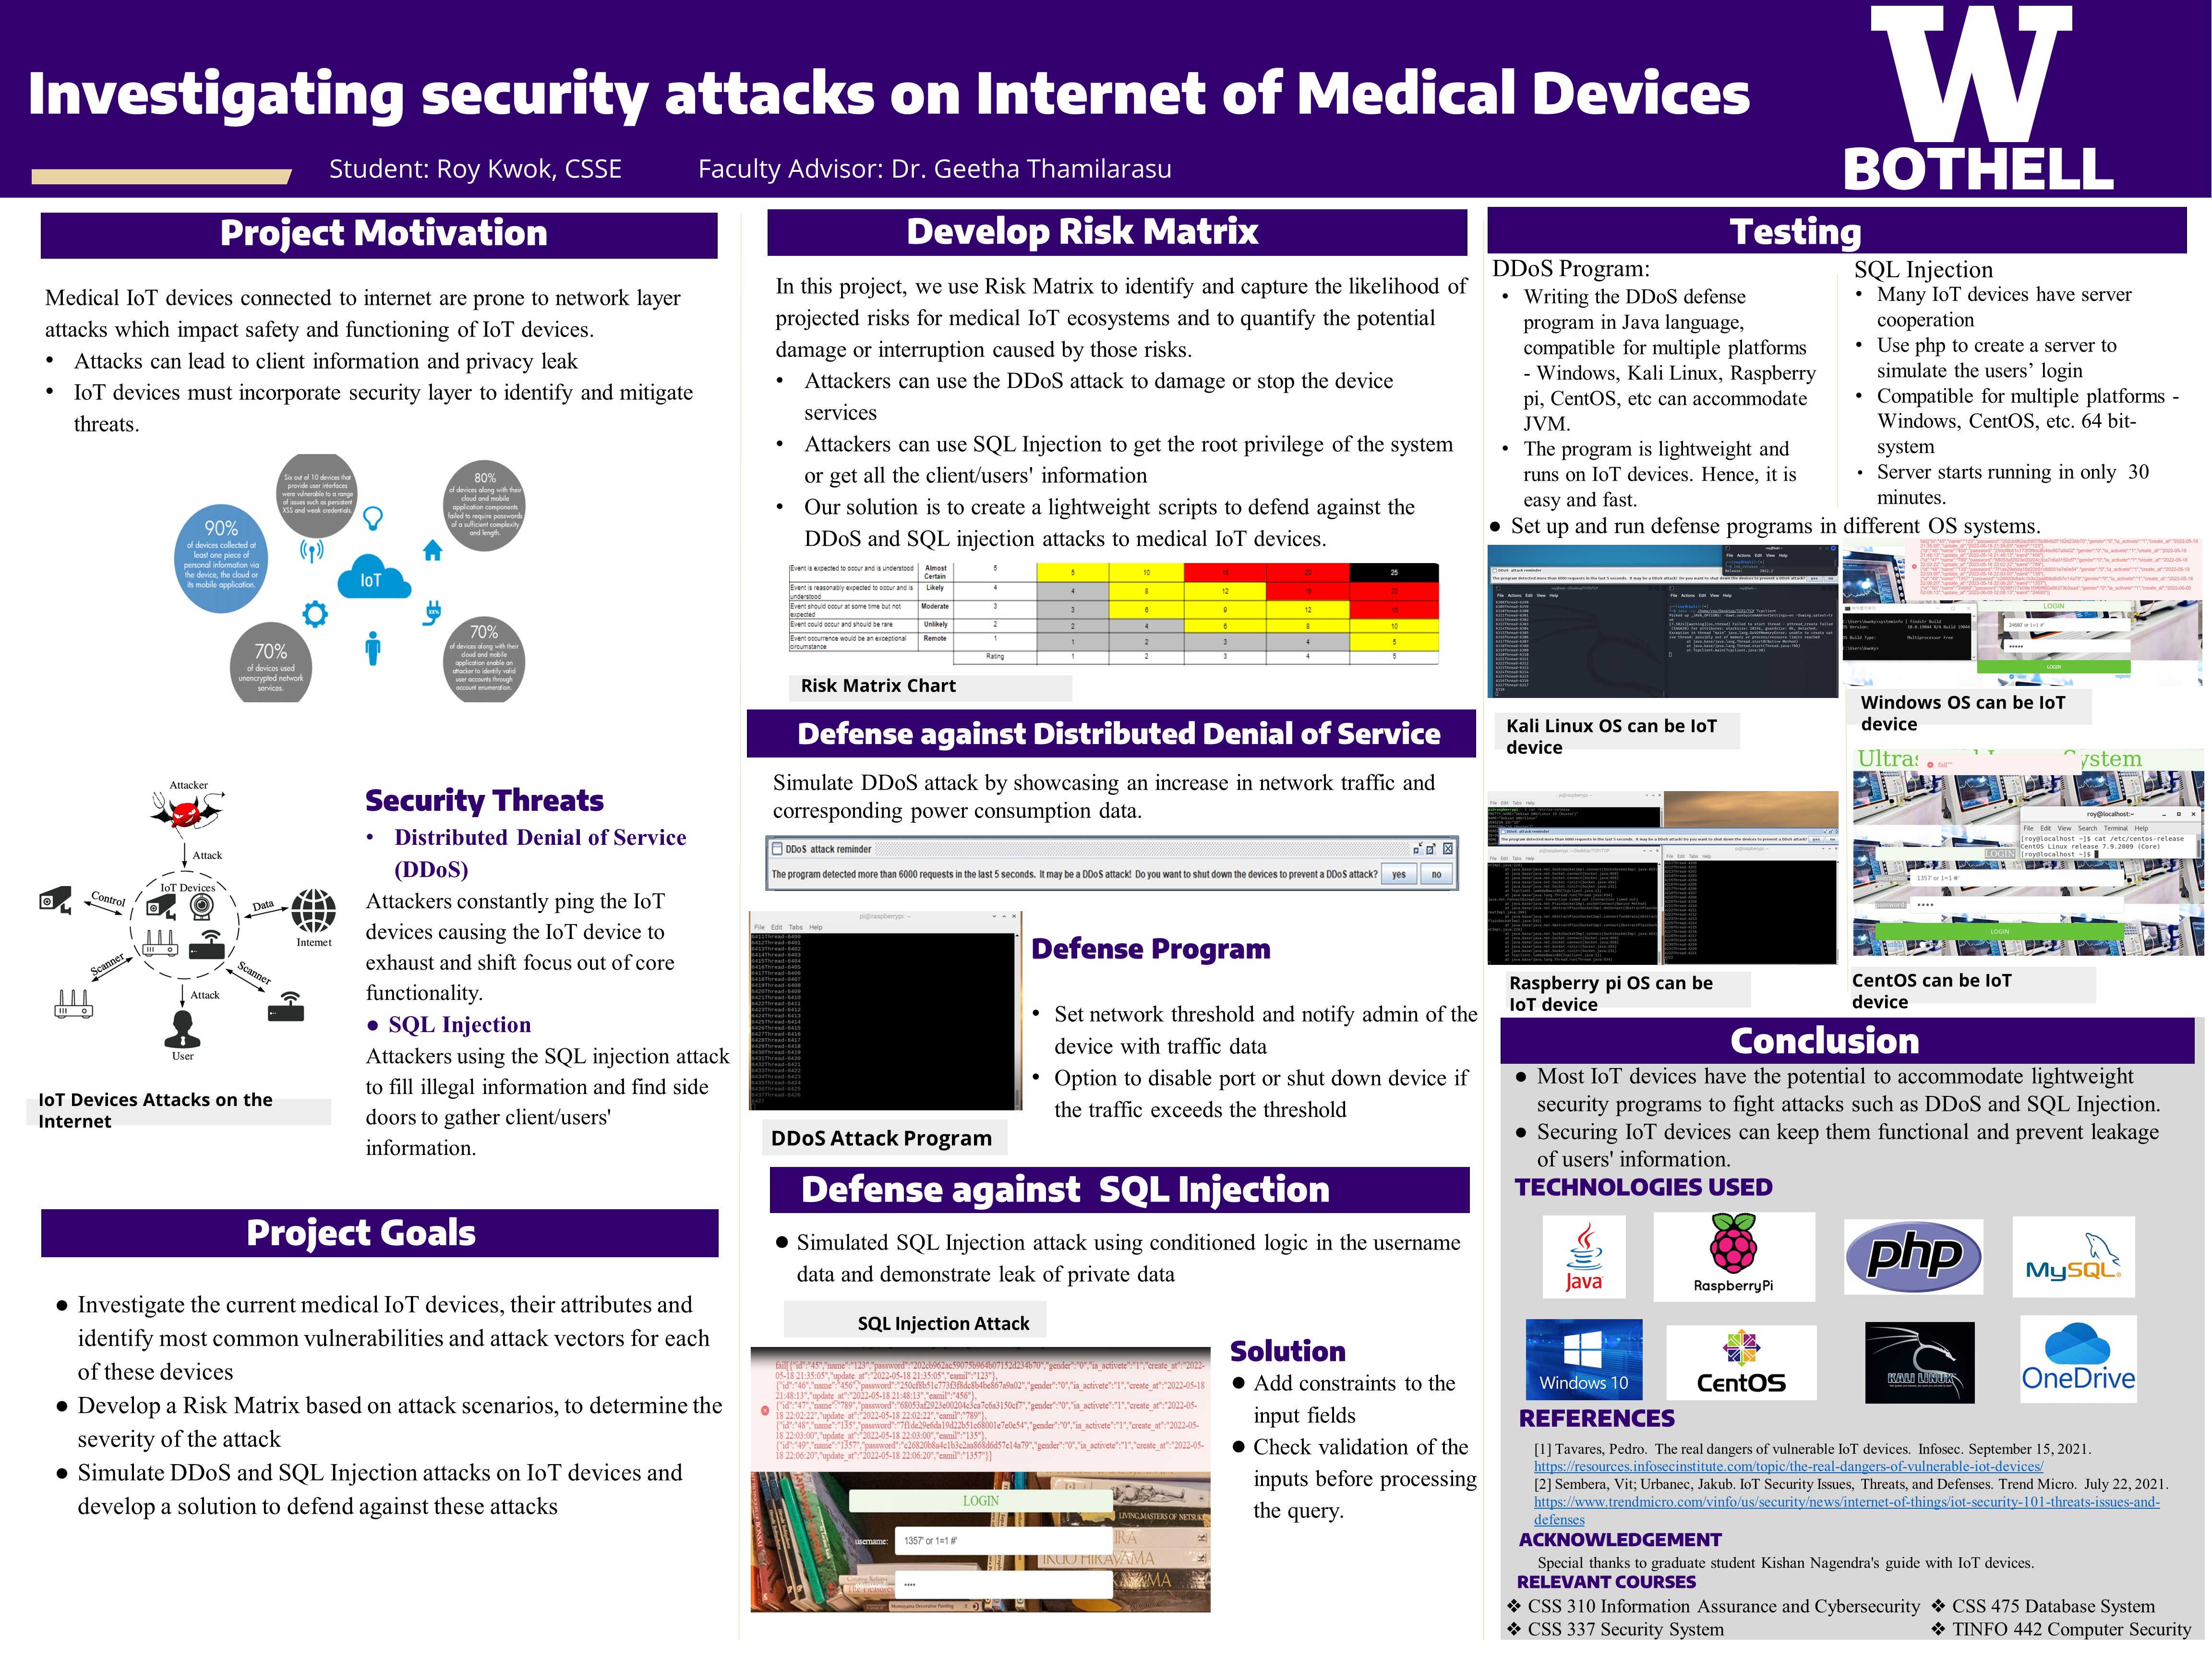 Investigating security attacks on Internet of Medical Devices
Student: Roy Kwok, CSSE
Faculty Advisor: Dr. Geetha Thamilarasu
W
BOTHELL
Project Motivation
Medical IoT devices connected to internet are prone to network layer
attacks which impact safety and functioning of IoT devices.
• Attacks can lead to client information and privacy leak
• IoT devices must incorporate security layer to identify and mitigate
threats.
Six out of 10 devices that
provide user interfaces
were vulnerable to a range
of issues such as persistent
XSS and weak credentials.
80%
of devices along with their
cloud and mobile
application components
failed to require passwords
of a sufficient complexity
and length.
90%
of devices collected at
least one piece of
personal information via
the device, the cloud or
its mobile application.
IoT
70%
of devices used
unencrypted network
services.
70%
of devices along with their
cloud and mobile
application enable an
attacker to identify valid
user accounts through
account enumeration.
Attacker
Attack
IoT Devices
Control
Data
Internet
Scanner
Scanner
Attack
User
IoT Devices Attacks on the
Internet
Security Threats
• Distributed Denial of Service
(DDoS)
Attackers constantly ping the IoT
devices causing the IoT device to
exhaust and shift focus out of core
functionality.
● SQL Injection
Attackers using the SQL injection attack
to fill illegal information and find side
doors to gather client/users'
information.
Project Goals
● Investigate the current medical IoT devices, their attributes and
identify most common vulnerabilities and attack vectors for each
of these devices
● Develop a Risk Matrix based on attack scenarios, to determine the
severity of the attack
● Simulate DDoS and SQL Injection attacks on IoT devices and
develop a solution to defend against these attacks
Develop Risk Matrix
In this project, we use Risk Matrix to identify and capture the likelihood of
projected risks for medical IoT ecosystems and to quantify the potential
damage or interruption caused by those risks.
• Attackers can use the DDoS attack to damage or stop the device
services
• Attackers can use SQL Injection to get the root privilege of the system
or get all the client/users' information
• Our solution is to create a lightweight scripts to defend against the
DDoS and SQL injection attacks to medical IoT devices.
Event is expected to occur and is understood Almost Certain 5 5 10 15 20 25
Event is reasonably expected to occur and is understood Likely 4 4 8 12 16 20
Event should occur at some time but not expected Moderate 3 3 6 9 12 15
Event could occur and should be rare Unlikely 2 2 4 6 8 10
Event occurrence would be an exceptional circumstance Remote 1 1 2 3 4 5
Rating 1 2 3 4 5
Risk Matrix Chart
Defense against Distributed Denial of Service
Simulate DDoS attack by showcasing an increase in network traffic and
corresponding power consumption data.
DDoS attack reminder
The program detected more than 6000 requests in the last 5 seconds. It may be a DDoS attack! Do you want to shut down the devices to prevent a DDoS attack? yes no
pi@raspberrypi: ~
File Edit Tabs Help
DDoS Attack Program
Defense Program
• Set network threshold and notify admin of the
device with traffic data
• Option to disable port or shut down device if
the traffic exceeds the threshold
Defense against SQL Injection
● Simulated SQL Injection attack using conditioned logic in the username
data and demonstrate leak of private data
SQL Injection Attack
LOGIN
username: 1357' or 1=1 #'
••••
Solution
● Add constraints to the
input fields
● Check validation of the
inputs before processing
the query.
Testing
DDoS Program:
• Writing the DDoS defense
program in Java language,
compatible for multiple platforms
- Windows, Kali Linux, Raspberry
pi, CentOS, etc can accommodate
JVM.
• The program is lightweight and
runs on IoT devices. Hence, it is
easy and fast.
SQL Injection
• Many IoT devices have server
cooperation
• Use php to create a server to
simulate the users’ login
• Compatible for multiple platforms -
Windows, CentOS, etc. 64 bit-
system
• Server starts running in only 30
minutes.
● Set up and run defense programs in different OS systems.
Kali Linux OS can be IoT
device
LOGIN
24680' or 1=1 #'
•••••
LOGIN
Windows OS can be IoT
device
Raspberry pi OS can be
IoT device
roy@localhost:~
File Edit View Search Terminal Help
[roy@localhost ~]$ cat /etc/centos-release
CentOS Linux release 7.9.2009 (Core)
[roy@localhost ~]$
LOGIN
1357' or 1=1 #'
••••
LOGIN
CentOS can be IoT
device
Conclusion
● Most IoT devices have the potential to accommodate lightweight
security programs to fight attacks such as DDoS and SQL Injection.
● Securing IoT devices can keep them functional and prevent leakage
of users' information.
TECHNOLOGIES USED
Java
RaspberryPi
php
MySQL
Windows 10
CentOS
KALI LINUX
OneDrive
REFERENCES
[1] Tavares, Pedro. The real dangers of vulnerable IoT devices. Infosec. September 15, 2021.
https://resources.infosecinstitute.com/topic/the-real-dangers-of-vulnerable-iot-devices/
[2] Sembera, Vit; Urbanec, Jakub. IoT Security Issues, Threats, and Defenses. Trend Micro. July 22, 2021.
https://www.trendmicro.com/vinfo/us/security/news/internet-of-things/iot-security-101-threats-issues-and-
defenses
ACKNOWLEDGEMENT
Special thanks to graduate student Kishan Nagendra's guide with IoT devices.
RELEVANT COURSES
❖ CSS 310 Information Assurance and Cybersecurity ❖ CSS 475 Database System
❖ CSS 337 Security System ❖ TINFO 442 Computer Security